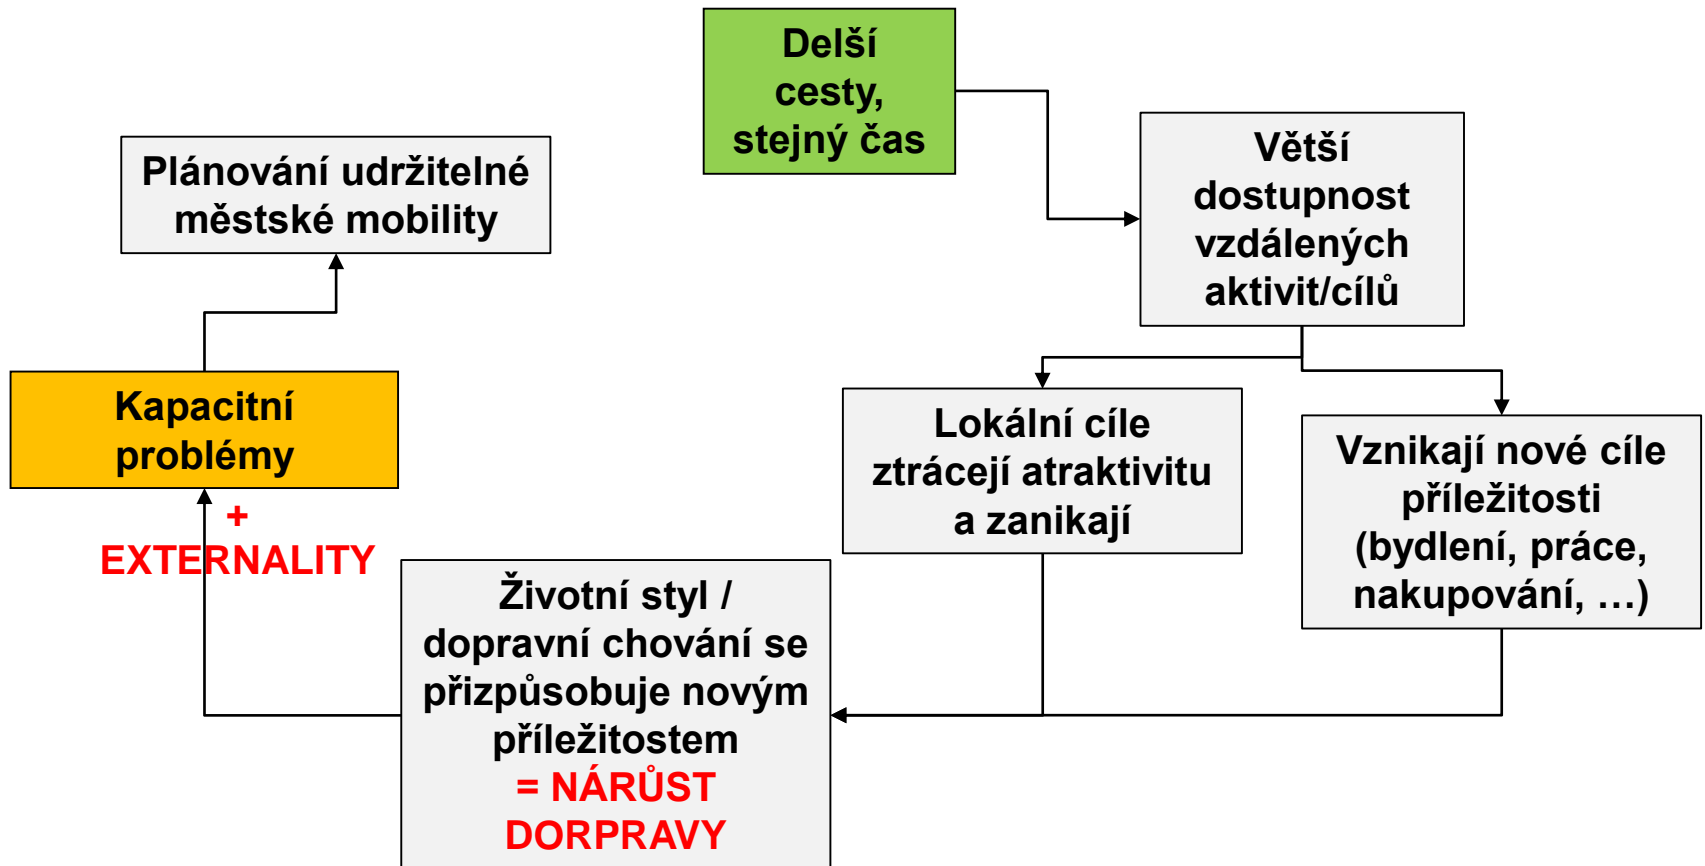 Delší
cesty,
stejný čas
Větší
dostupnost
vzdálených
aktivit/cílů
Plánování udržitelné
městské mobility
Kapacitní
problémy
+
EXTERNALITY
Lokální cíle
ztrácejí atraktivitu
a zanikají
Vznikají nové cíle
příležitosti
(bydlení, práce,
nakupování, …)
Životní styl /
dopravní chování se
přizpůsobuje novým
příležitostem
= NÁRŮST
DORPRAVY